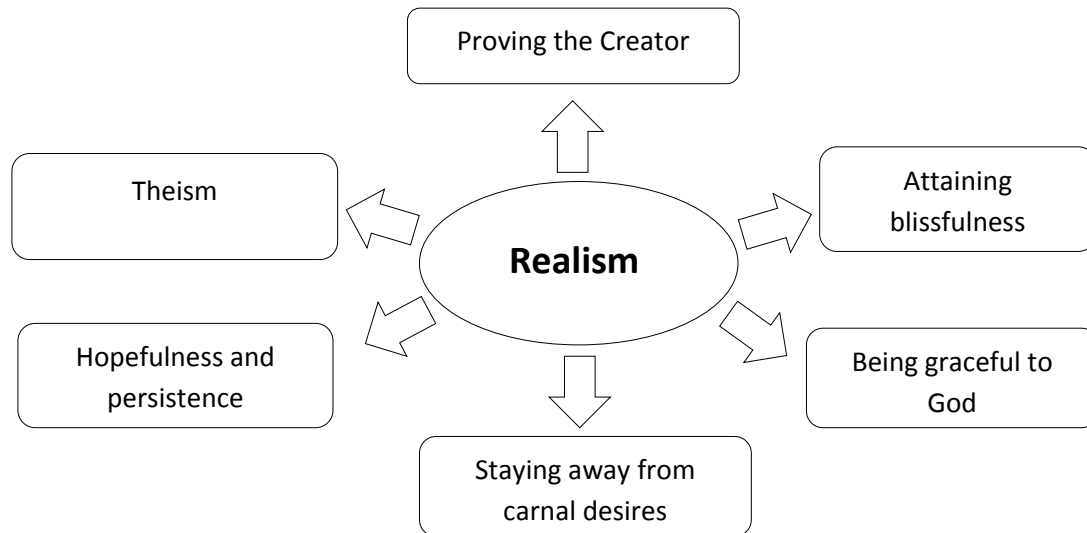 Proving the Creator
Theism
Attaining
blissfulness
Realism
Hopefulness and
persistence
Being graceful to
God
Staying away from
carnal desires